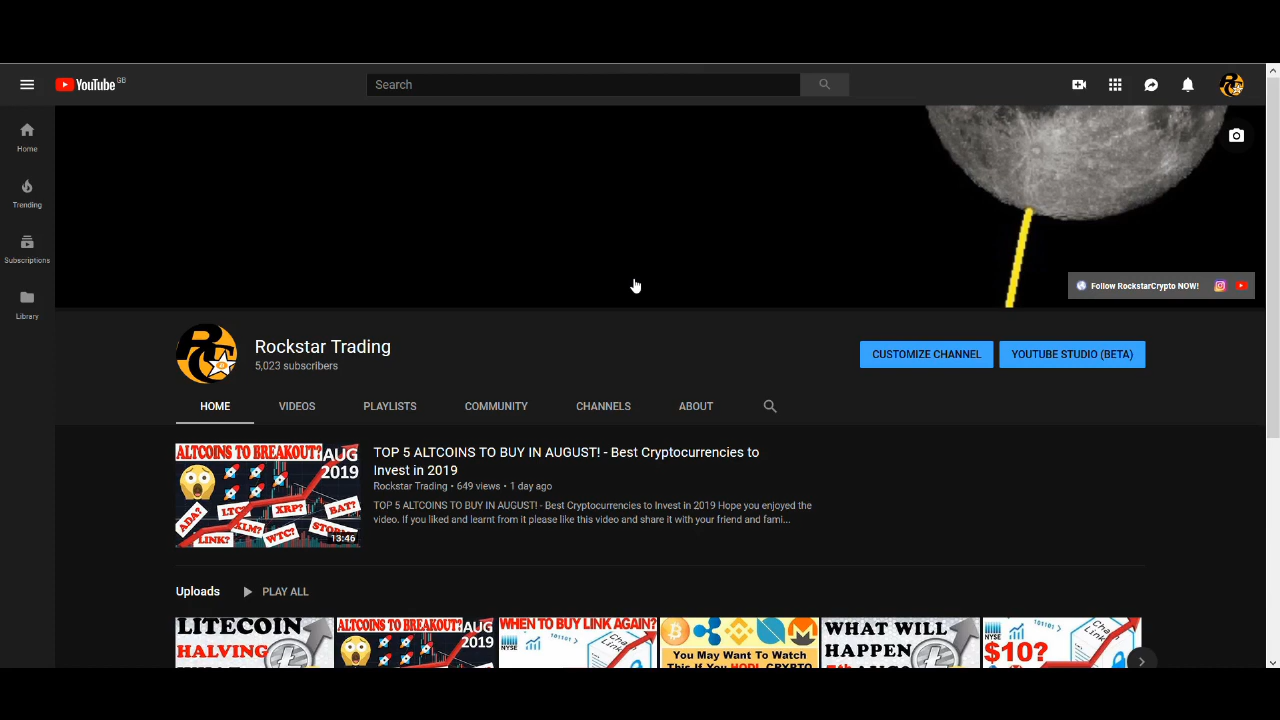 YouTube GB
Search
Home
Trending
Subscriptions
Library
Follow RockstarCrypto NOW!
Rockstar Trading
5,023 subscribers
CUSTOMIZE CHANNEL
YOUTUBE STUDIO (BETA)
HOME VIDEOS PLAYLISTS COMMUNITY CHANNELS ABOUT
ALTCOINS TO BREAKOUT? AUG
2019
ADA? LTC? XRP? BAT?
LINK? XLM? WTC? STORJ?
13:46
TOP 5 ALTCOINS TO BUY IN AUGUST! - Best Cryptocurrencies to
Invest in 2019
Rockstar Trading • 649 views • 1 day ago
TOP 5 ALTCOINS TO BUY IN AUGUST! - Best Cryptocurrencies to Invest in 2019 Hope you enjoyed the
video. If you liked and learnt from it please like this video and share it with your friend and fami...
Uploads PLAY ALL
LITECOIN
HALVING
ALTCOINS TO BREAKOUT? AUG
2019
WHEN TO BUY LINK AGAIN?
NYSE
You May Want To Watch
This If You HODL CRYPTO
WHAT WILL
HAPPEN
NYSE
$10?